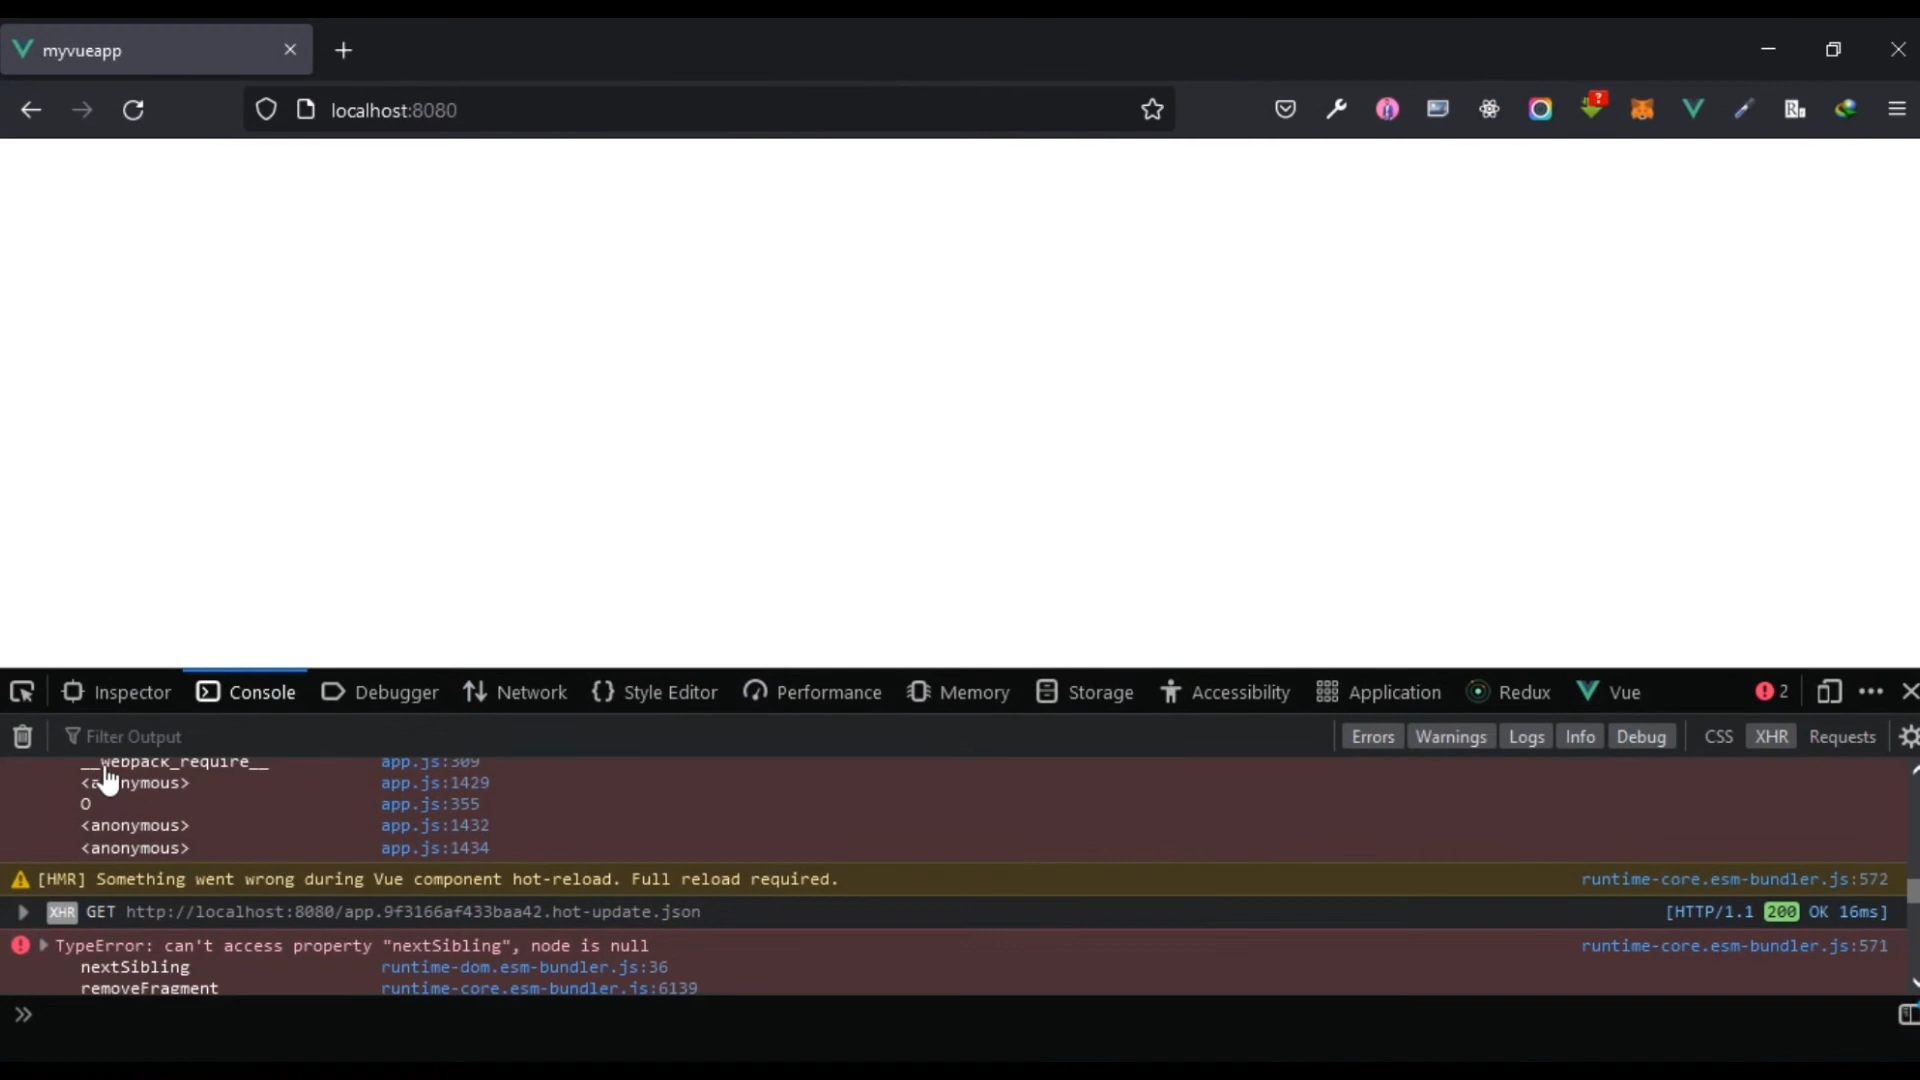 myvueapp
localhost:8080
?
R
Inspector Console Debugger Network Style Editor Performance Memory Storage Accessibility Application Redux Vue 2
Filter Output Errors Warnings Logs Info Debug CSS XHR Requests
__webpack_require__ app.js:309
<anonymous> app.js:1429
O app.js:355
<anonymous> app.js:1432
<anonymous> app.js:1434
[HMR] Something went wrong during Vue component hot-reload. Full reload required. runtime-core.esm-bundler.js:572
XHR GET http://localhost:8080/app.9f3166af433baa42.hot-update.json [HTTP/1.1 200 OK 16ms]
TypeError: can't access property "nextSibling", node is null runtime-core.esm-bundler.js:571
nextSibling runtime-dom.esm-bundler.js:36
removeFragment runtime-core.esm-bundler.js:6139